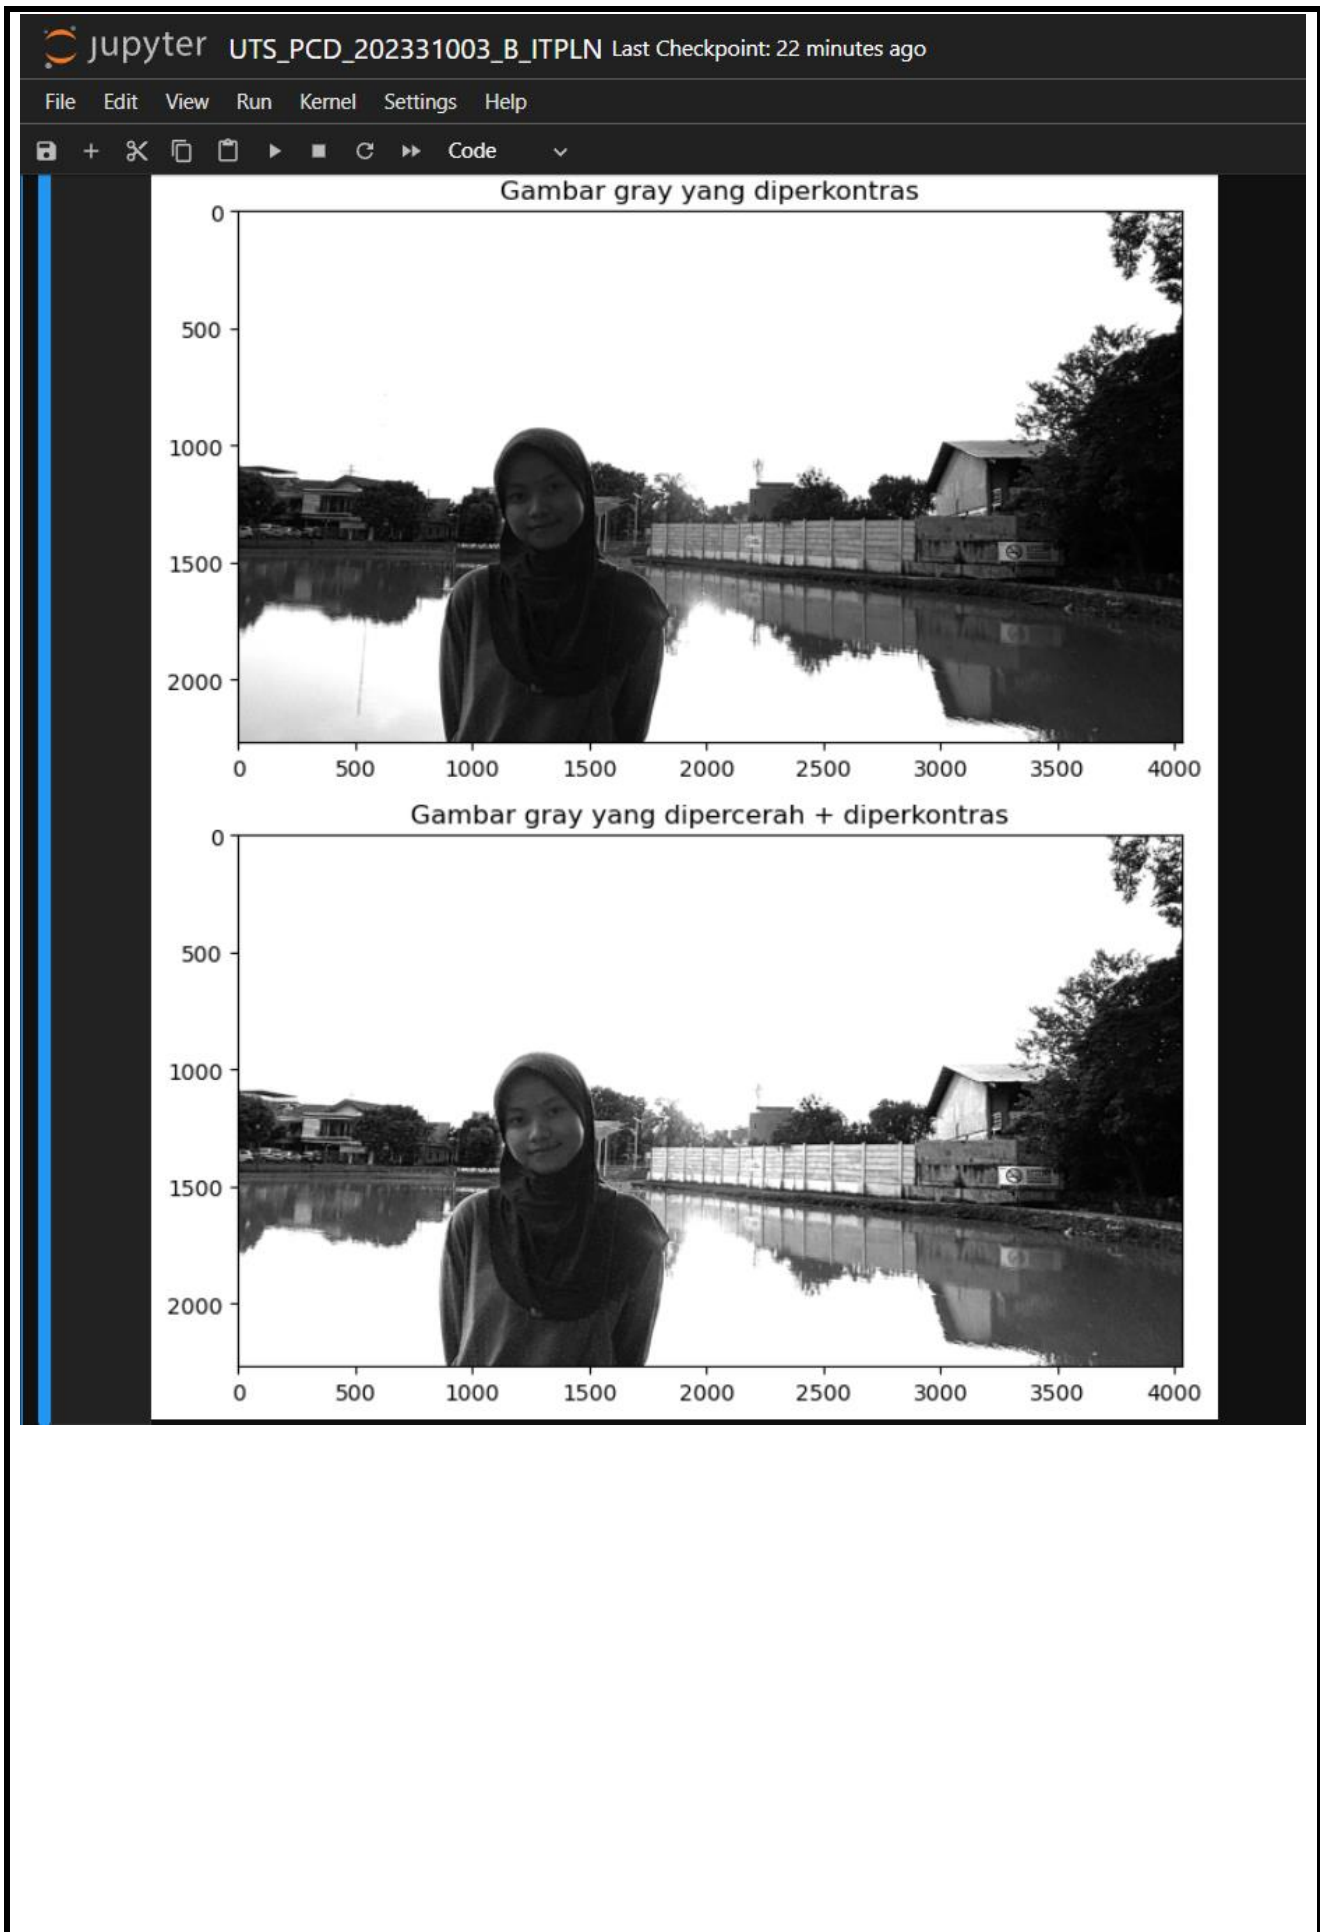 jupyter UTS_PCD_202331003_B_ITPLN Last Checkpoint: 22 minutes ago
File Edit View Run Kernel Settings Help
Code
Gambar gray yang diperkontras
0
500
1000
1500
2000
0 500 1000 1500 2000 2500 3000 3500 4000
Gambar gray yang dipercerah + diperkontras
0
500
1000
1500
2000
0 500 1000 1500 2000 2500 3000 3500 4000